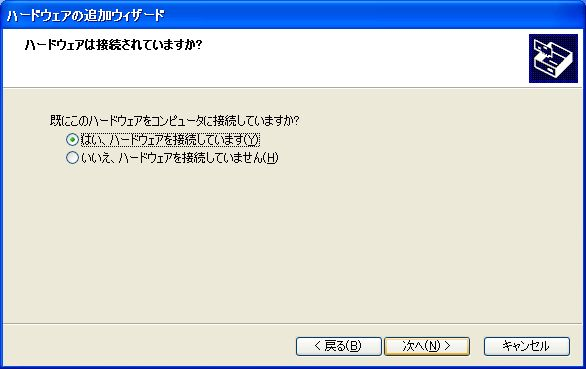 ハードウェアの追加ウィザード
ハードウェアは接続されていますか?
既にこのハードウェアをコンピュータに接続していますか?
はい、ハードウェアを接続しています(Y)
いいえ、ハードウェアを接続していません(H)
< 戻る(B) 次へ(N) > キャンセル